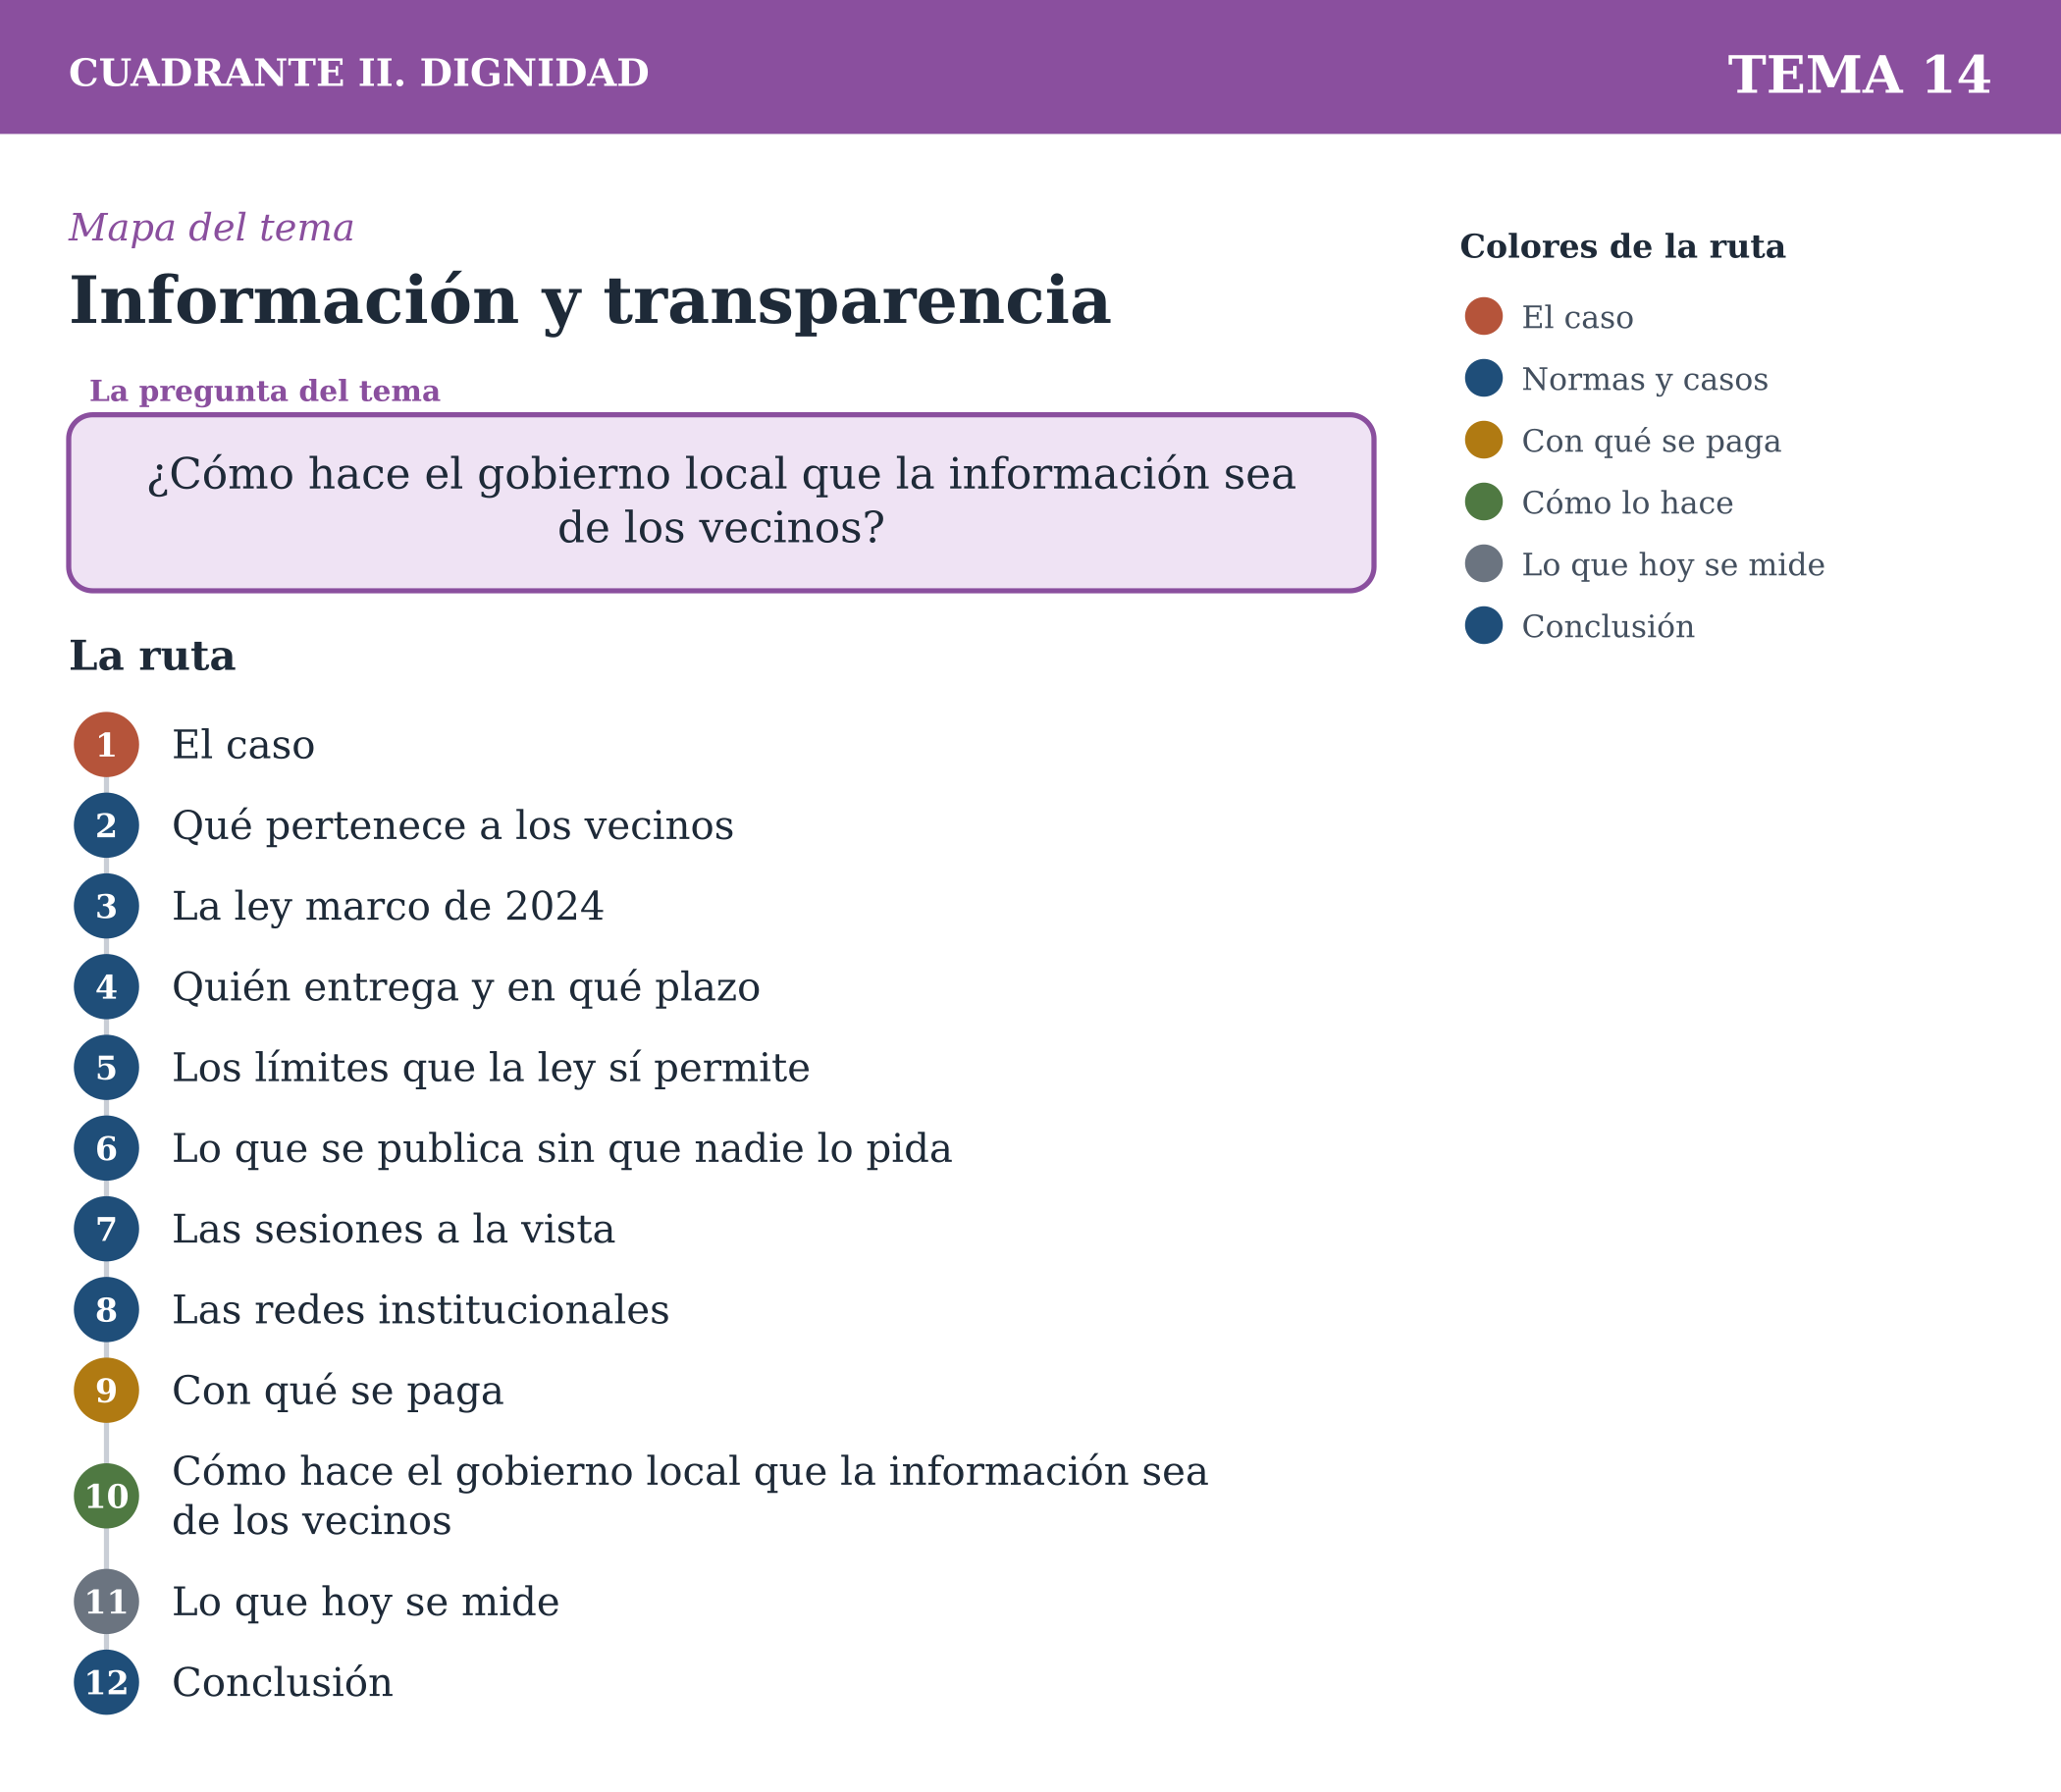 CUADRANTE II. DIGNIDAD
TEMA 14
Mapa del tema
Información y transparencia
La pregunta del tema
¿Cómo hace el gobierno local que la información sea
de los vecinos?
Colores de la ruta
El caso
Normas y casos
Con qué se paga
Cómo lo hace
Lo que hoy se mide
Conclusión
La ruta
1 El caso
2 Qué pertenece a los vecinos
3 La ley marco de 2024
4 Quién entrega y en qué plazo
5 Los límites que la ley sí permite
6 Lo que se publica sin que nadie lo pida
7 Las sesiones a la vista
8 Las redes institucionales
9 Con qué se paga
10 Cómo hace el gobierno local que la información sea
de los vecinos
11 Lo que hoy se mide
12 Conclusión